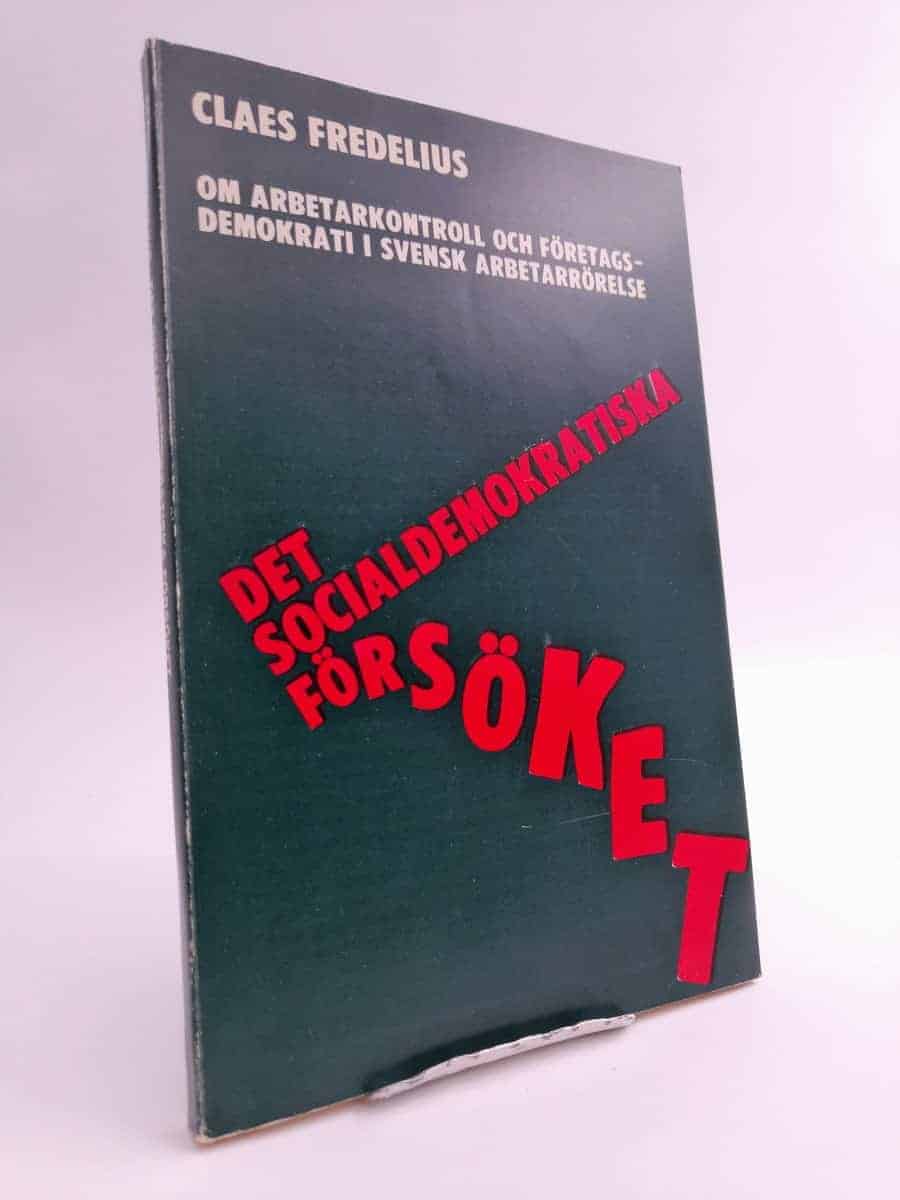 CLAES FREDELIUS
OM ARBETARKONTROLL OCH FÖRETAGS-
DEMOKRATI I SVENSK ARBETARRÖRELSE
DET
SOCIALDEMOKRATISKA
FÖRSÖKET